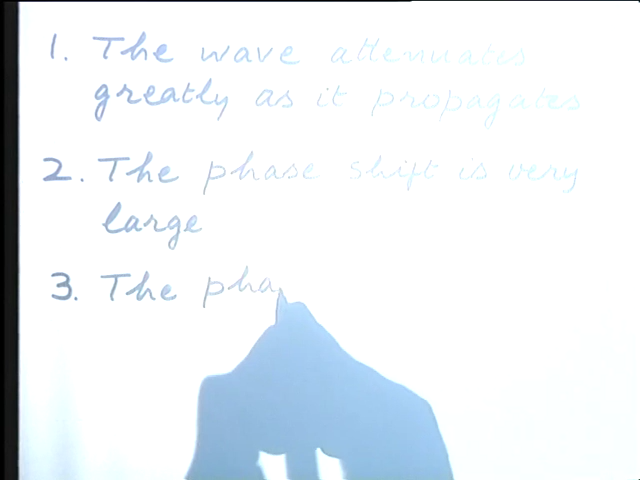 1. The wave attenuates
greatly as it propagates
2. The phase shift is very
large
3. The pha